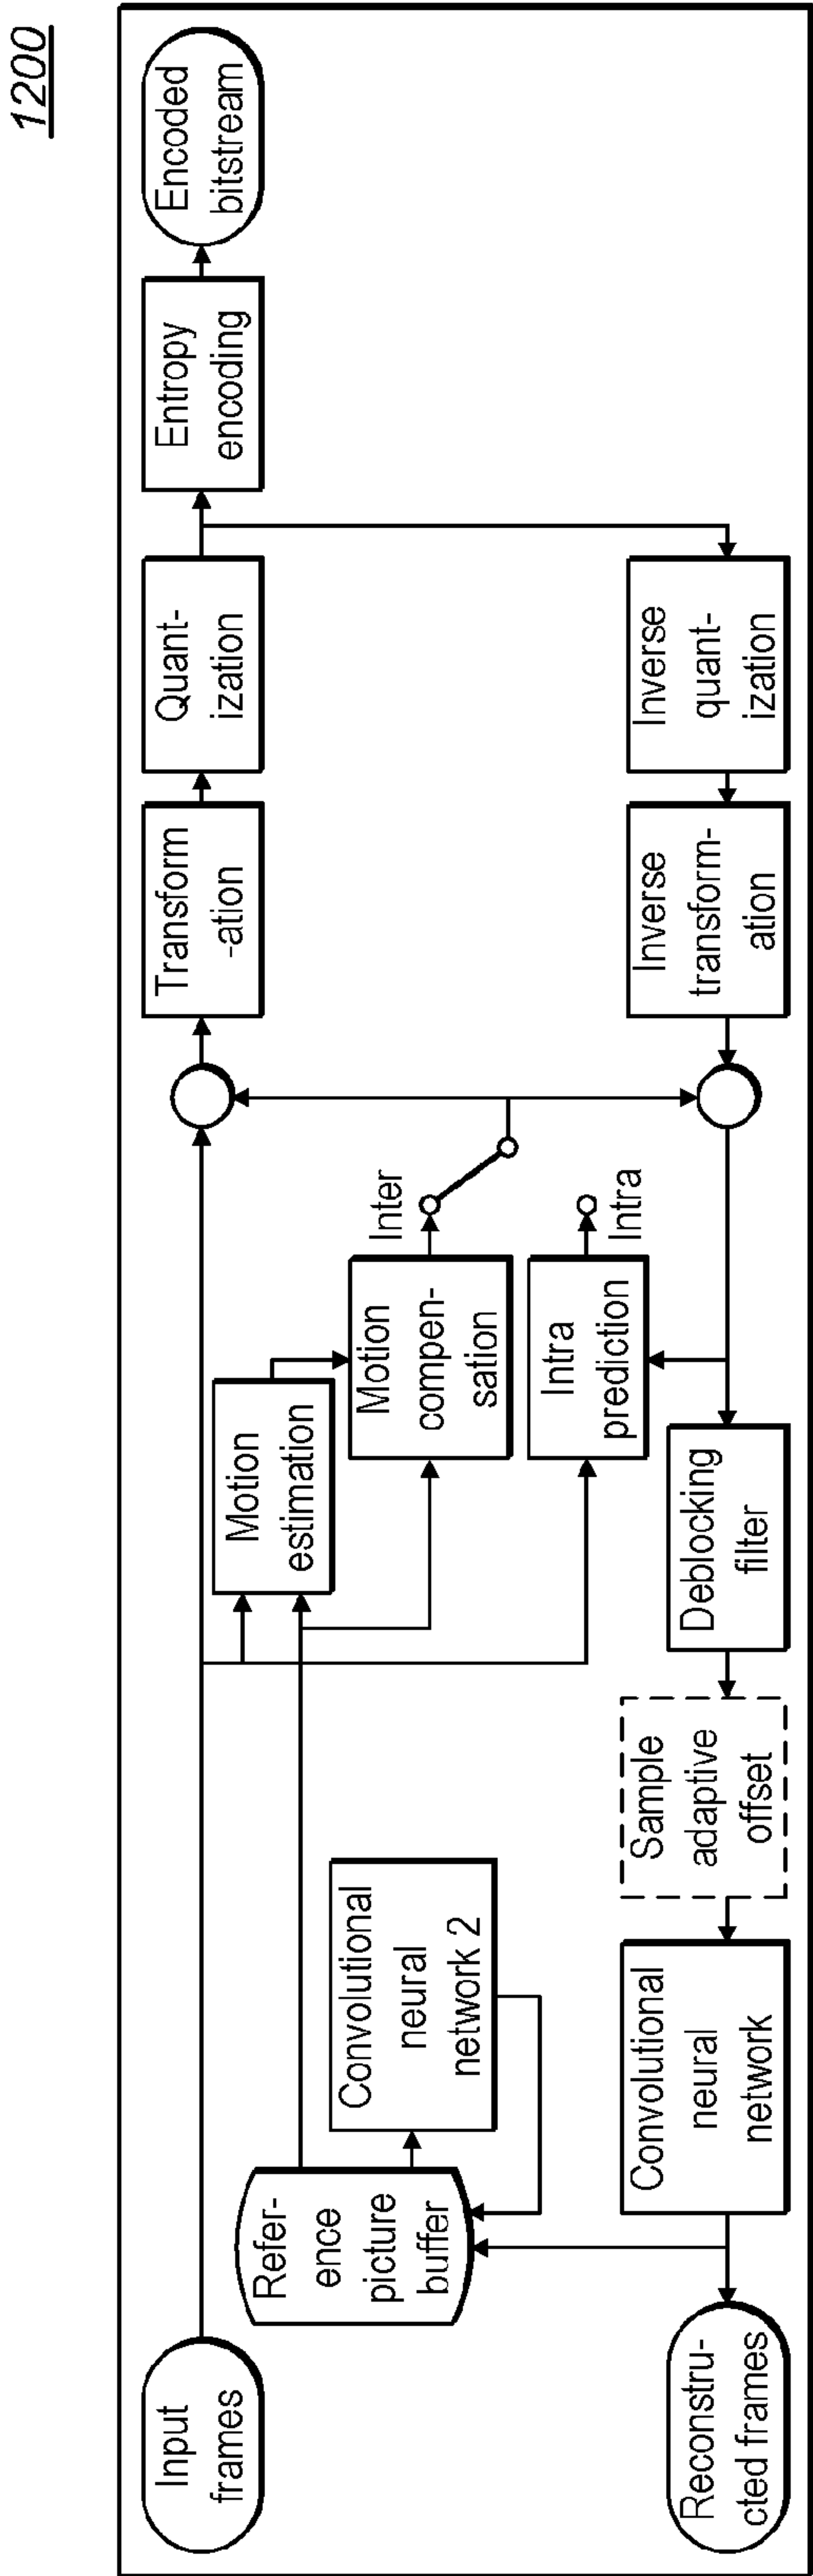 1200
Input
frames
Transform
-ation
Quant-
ization
Entropy
encoding
Encoded
bitstream
Refer-
ence
picture
buffer
Convolutional
neural
network 2
Motion
estimation
Motion
compen-
sation
Inter
Intra
prediction
Intra
Reconstru-
cted frames
Convolutional
neural
network
Sample
adaptive
offset
Deblocking
filter
Inverse
transform-
ation
Inverse
quant-
ization